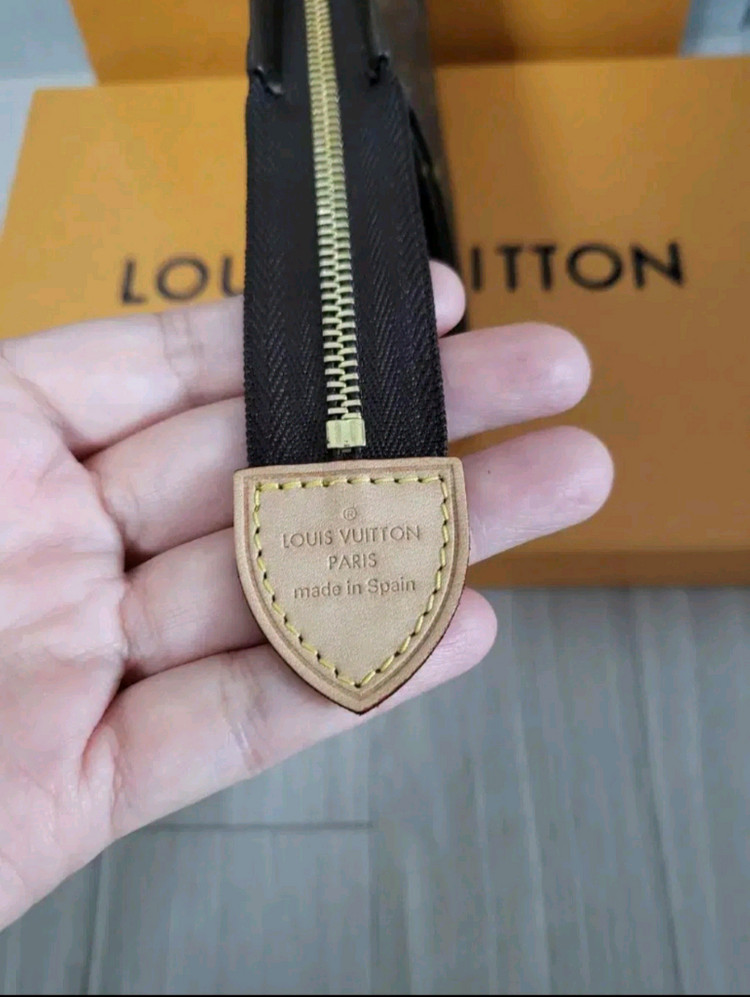 LOU ITTON
®
LOUIS VUITTON
PARIS
made in Spain